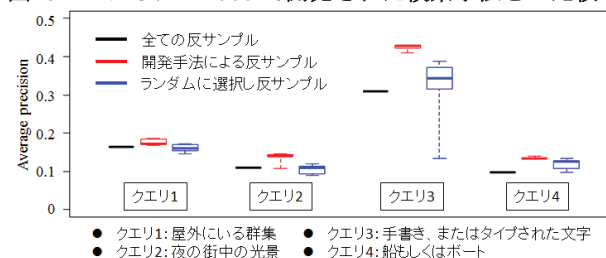 0.5
0.4
0.3
0.2
0.1
0
Average precision
全ての反サンプル
開発手法による反サンプル
ランダムに選択し反サンプル
クエリ1
クエリ2
クエリ3
クエリ4
● クエリ1: 屋外にいる群集
● クエリ3: 手書き、またはタイプされた文字
● クエリ2: 夜の街中の光景
● クエリ4: 船もしくはボート